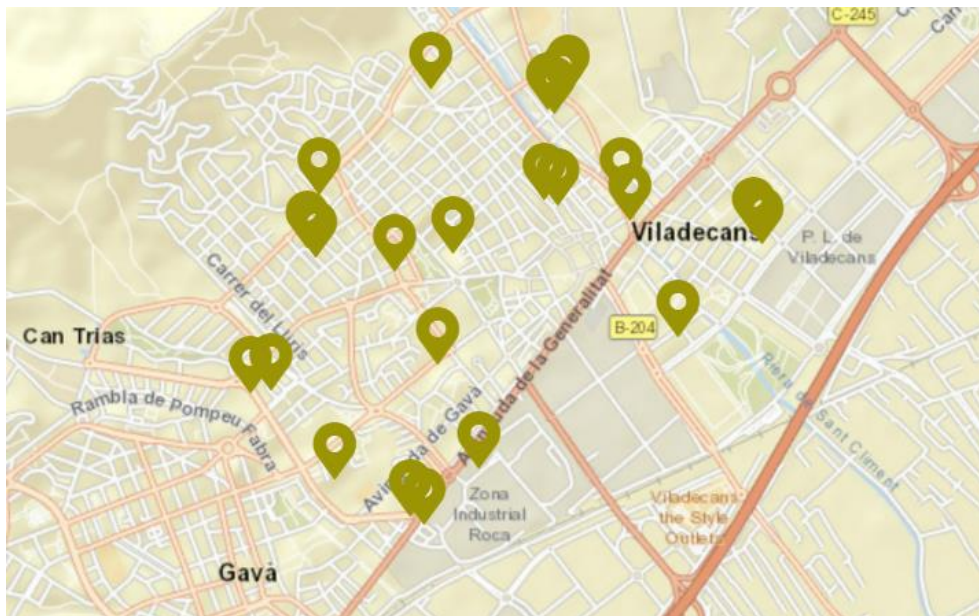 C-245
Viladecans
P. L. de
Viladecans
Carrer del Lluris
B-204
Can Trias
Avinguda de la Generalitat
Riera de Sant Climent
Rambla de Pompeu Fabra
Avinguda de Gavà
Zona
Industrial
Roca
Viladecans
the Style
Outlets
Gavà